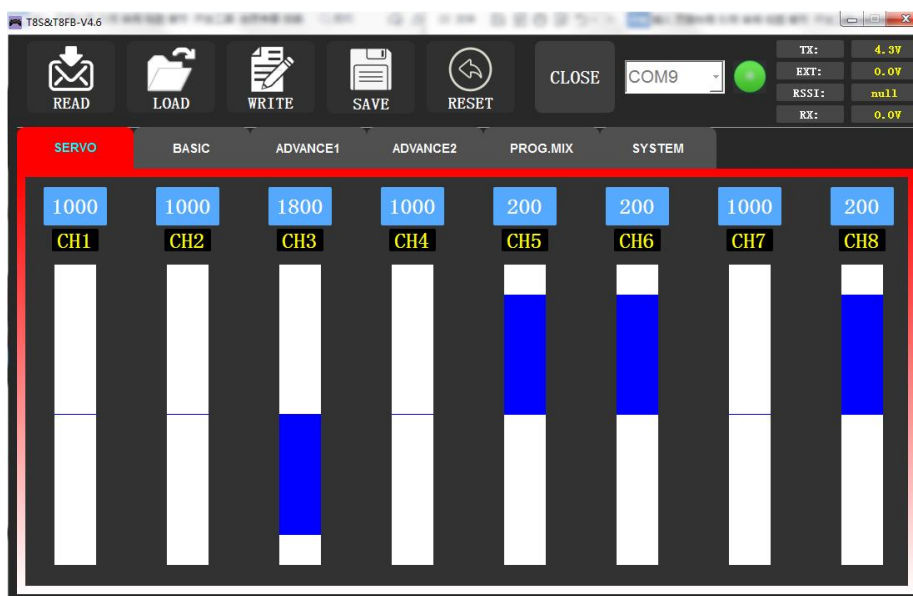 T8S&T8FB-V4.6
READ LOAD WRITE SAVE RESET CLOSE COM9
TX: 4.3V
EXT: 0.0V
RSSI: null
RX: 0.0V
SERVO BASIC ADVANCE1 ADVANCE2 PROG.MIX SYSTEM
1000 1000 1800 1000 200 200 1000 200
CH1 CH2 CH3 CH4 CH5 CH6 CH7 CH8